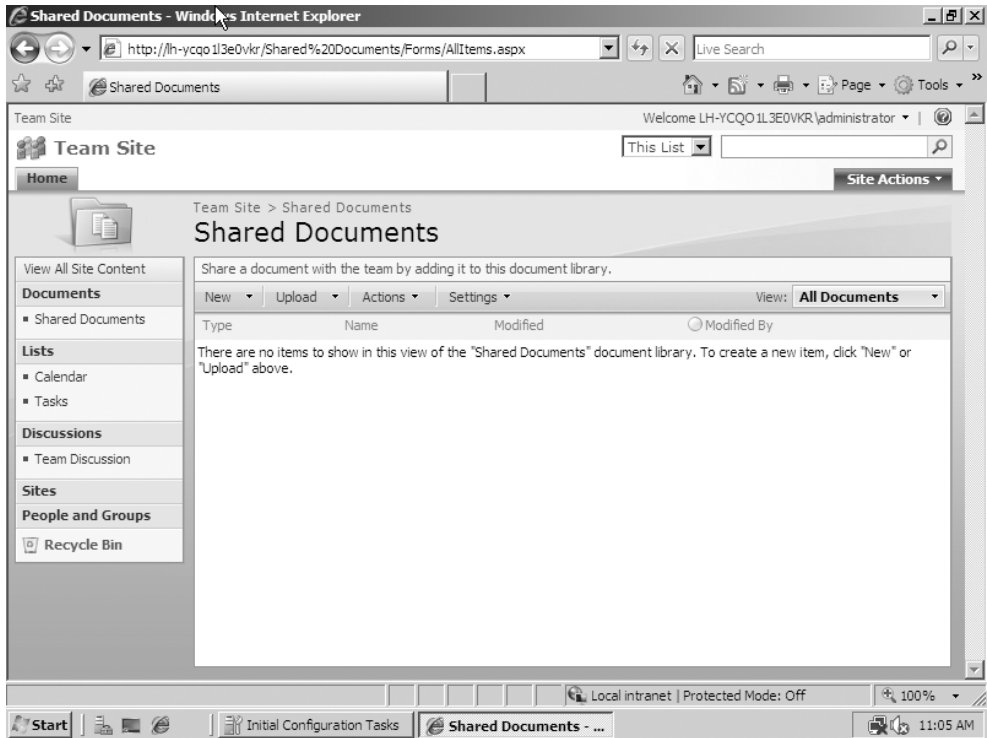 Shared Documents - Windows Internet Explorer
http://lh-ycqo1l3e0vkr/Shared%20Documents/Forms/AllItems.aspx
Live Search
Shared Documents
Page
Tools
»
Team Site
Welcome LH-YCQO1L3E0VKR\administrator
Team Site
This List
Home
Site Actions
Team Site > Shared Documents
Shared Documents
View All Site Content
Share a document with the team by adding it to this document library.
Documents
New
Upload
Actions
Settings
View: All Documents
Shared Documents
Type
Name
Modified
Modified By
Lists
There are no items to show in this view of the "Shared Documents" document library. To create a new item, click "New" or
"Upload" above.
Calendar
Tasks
Discussions
Team Discussion
Sites
People and Groups
Recycle Bin
Local intranet | Protected Mode: Off
100%
Start
Initial Configuration Tasks
Shared Documents - ...
11:05 AM